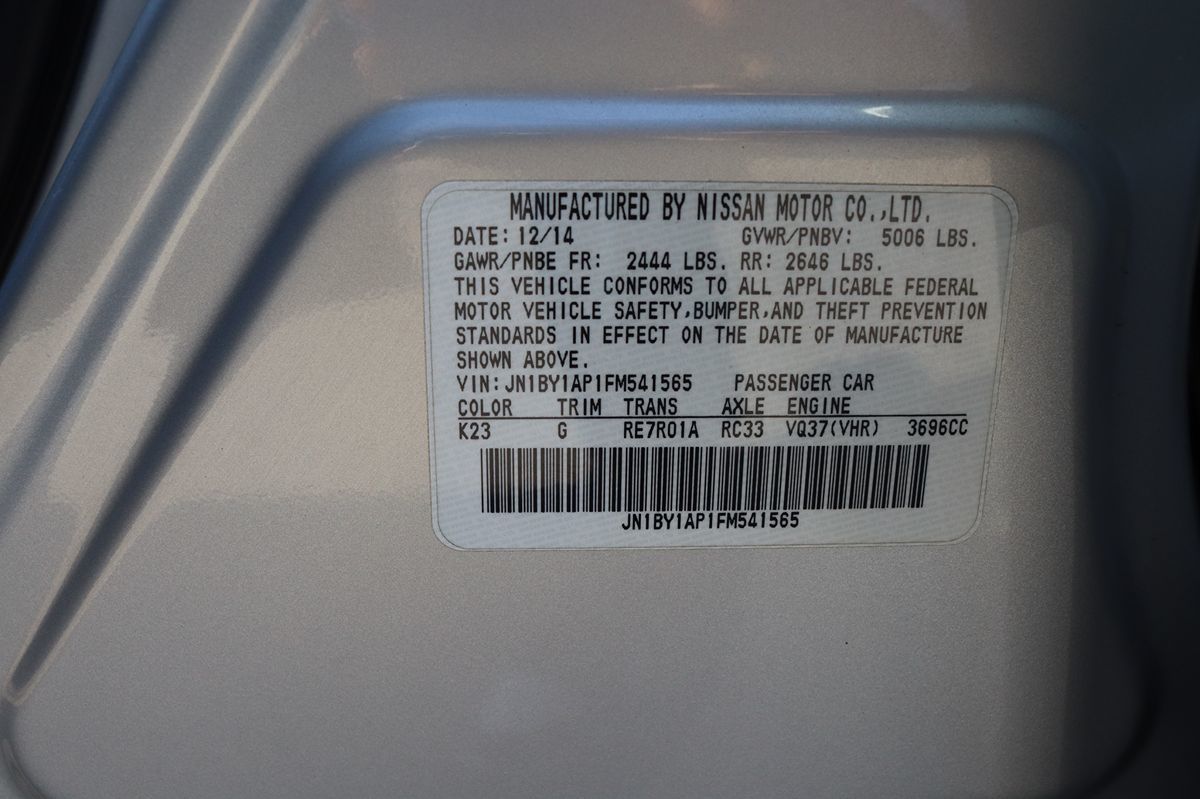 MANUFACTURED BY NISSAN MOTOR CO.,LTD.
DATE: 12/14 GVWR/PNBV: 5006 LBS.
GAWR/PNBE FR: 2444 LBS. RR: 2646 LBS.
THIS VEHICLE CONFORMS TO ALL APPLICABLE FEDERAL
MOTOR VEHICLE SAFETY,BUMPER,AND THEFT PREVENTION
STANDARDS IN EFFECT ON THE DATE OF MANUFACTURE
SHOWN ABOVE.
VIN: JN1BY1AP1FM541565 PASSENGER CAR
COLOR TRIM TRANS AXLE ENGINE
K23 G RE7R01A RC33 VQ37(VHR) 3696CC
JN1BY1AP1FM541565